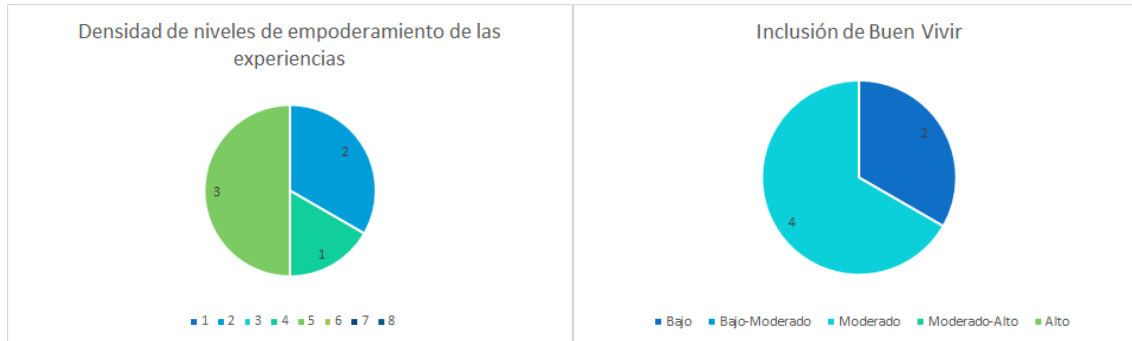 Densidad de niveles de empoderamiento de las
experiencias
2
3
1
1 2 3 4 5 6 7 8
Inclusión de Buen Vivir
2
4
Bajo Bajo-Moderado Moderado Moderado-Alto Alto